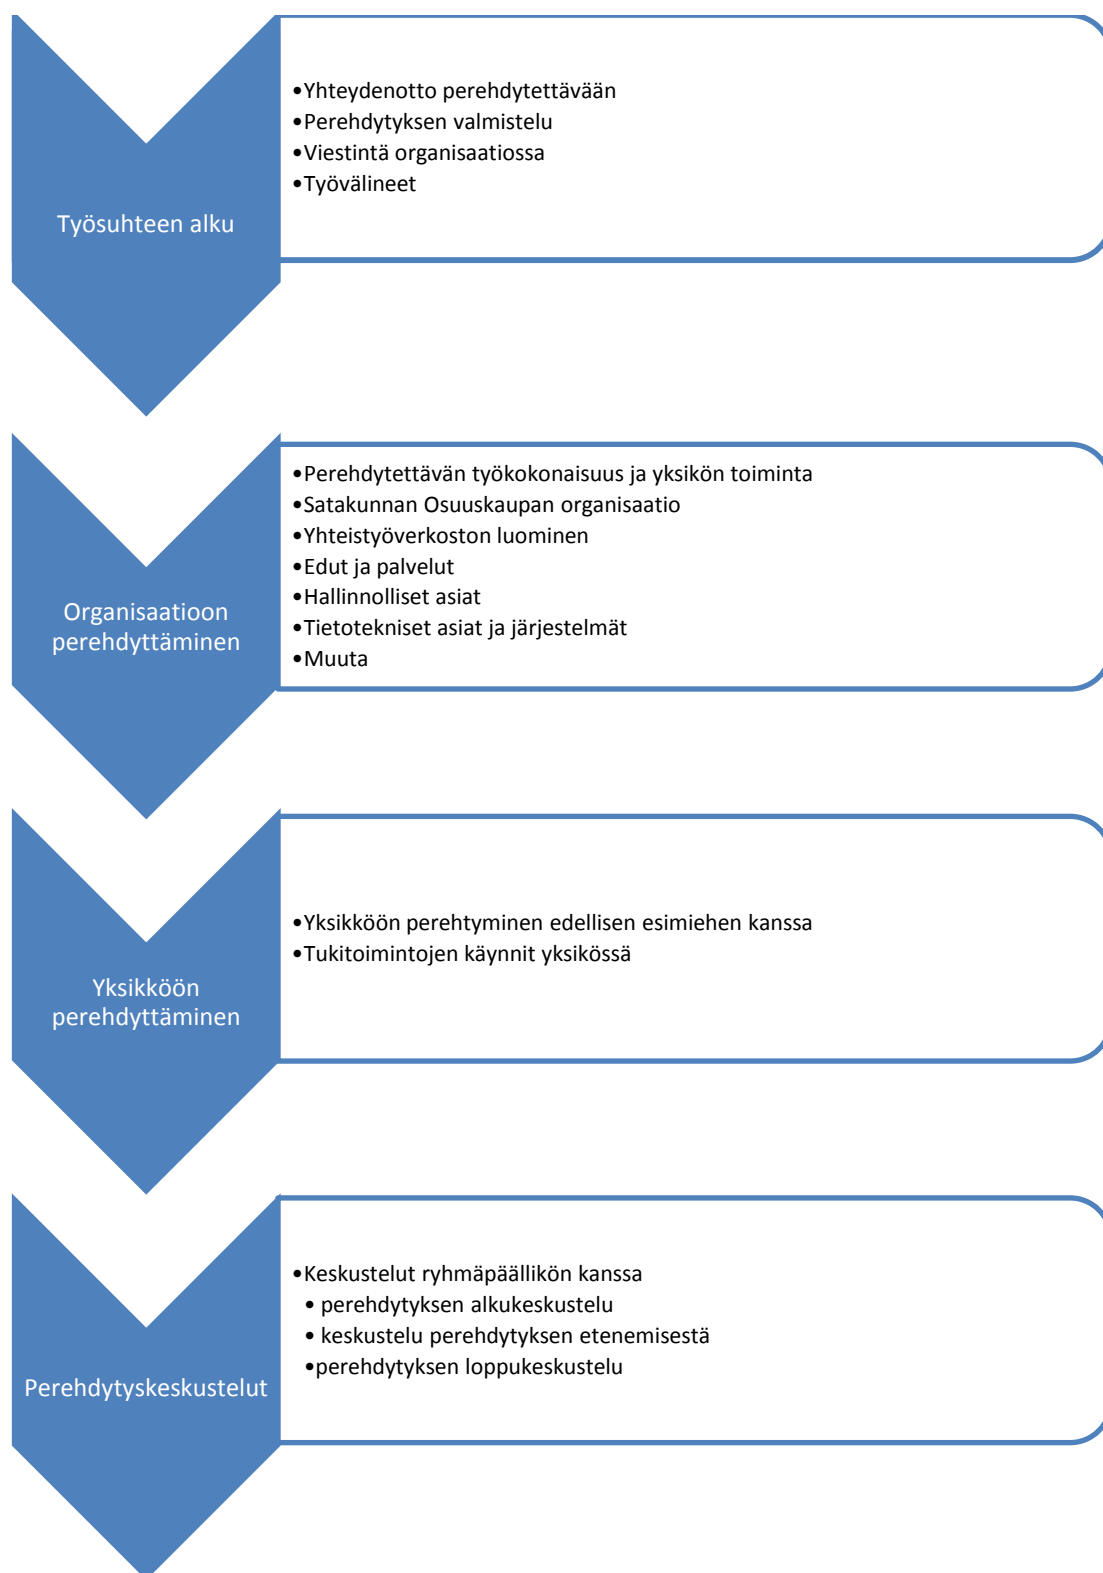 Työsuhteen alku
•Yhteydenotto perehdytettävään
•Perehdytyksen valmistelu
•Viestintä organisaatiossa
•Työvälineet
Organisaatioon
perehdyttäminen
•Perehdytettävän työkokonaisuus ja yksikön toiminta
•Satakunnan Osuuskaupan organisaatio
•Yhteistyöverkoston luominen
•Edut ja palvelut
•Hallinnolliset asiat
•Tietotekniset asiat ja järjestelmät
•Muuta
Yksikköön
perehdyttäminen
•Yksikköön perehtyminen edellisen esimiehen kanssa
•Tukitoimintojen käynnit yksikössä
Perehdytyskeskustelut
•Keskustelut ryhmäpäällikön kanssa
• perehdytyksen alkukeskustelu
• keskustelu perehdytyksen etenemisestä
•perehdytyksen loppukeskustelu